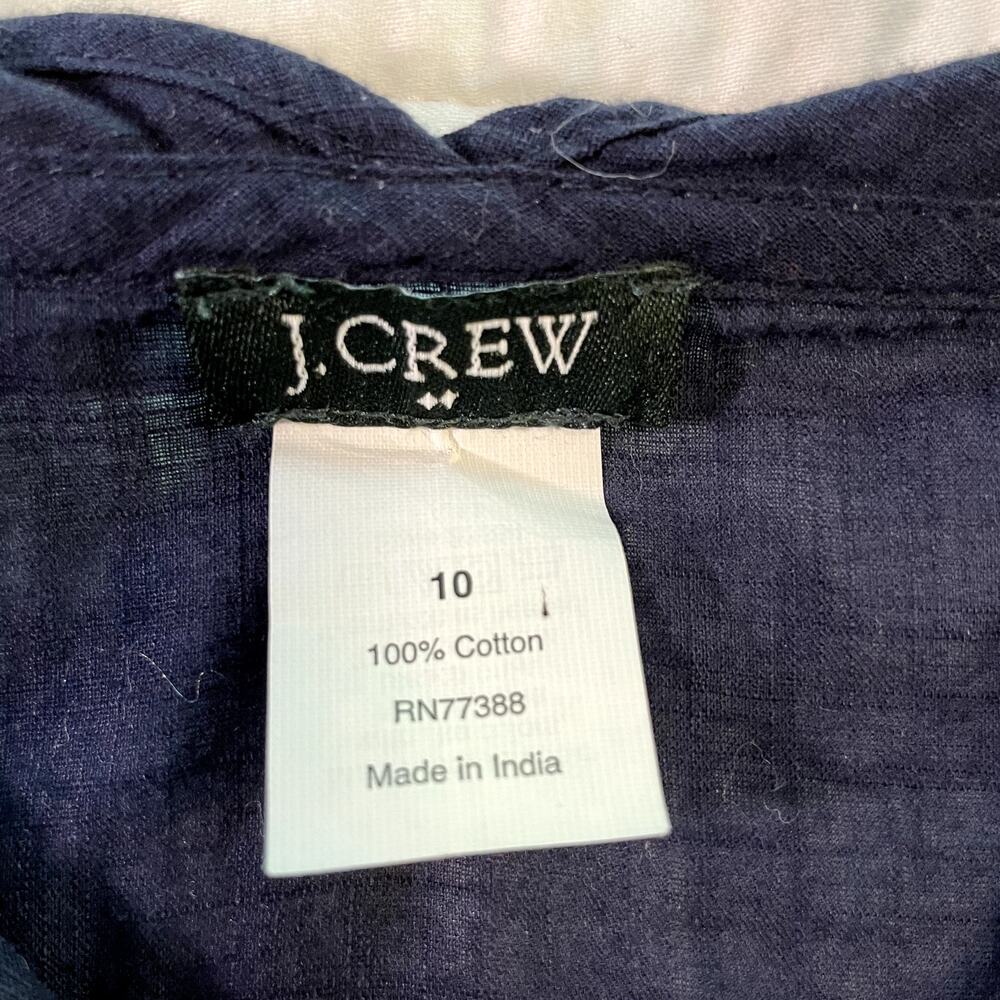 J.CREW
10
100% Cotton
RN77388
Made in India